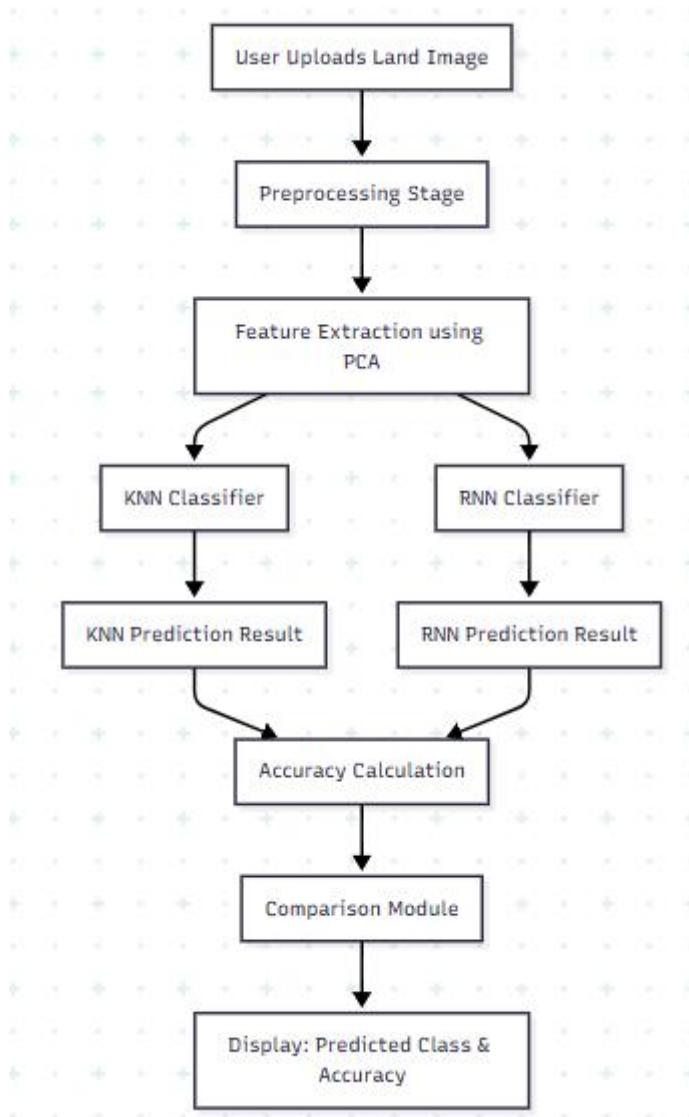 User Uploads Land Image
Preprocessing Stage
Feature Extraction using
PCA
KNN Classifier
RNN Classifier
KNN Prediction Result
RNN Prediction Result
Accuracy Calculation
Comparison Module
Display: Predicted Class &
Accuracy